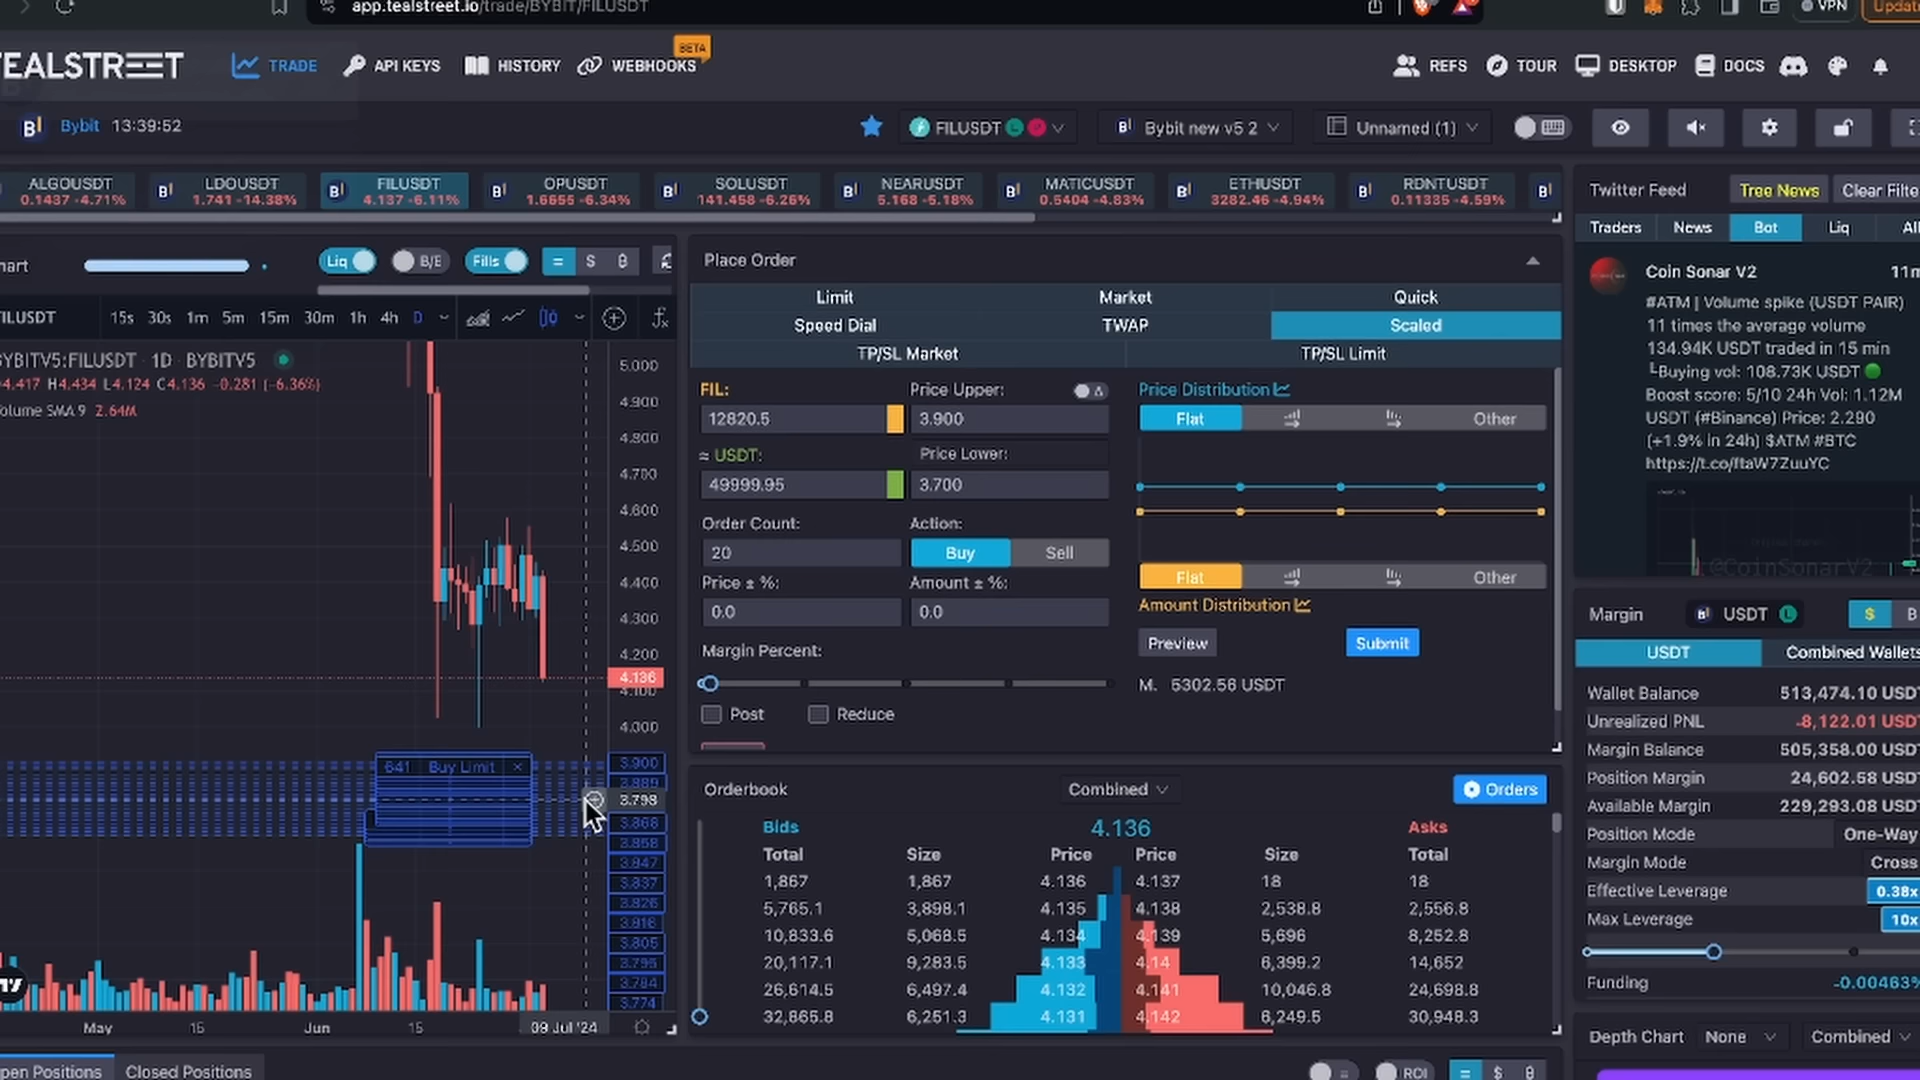 app.tealstreet.io/trade/BYBIT/FILUSDT
VPN
TEALSTREET TRADE API KEYS HISTORY WEBHOOKS BETA REFS TOUR DESKTOP DOCS
Bybit 13:39:52 FILUSDT L Bybit new v5 2 Unnamed (1)
ALGOUSDT 0.1437 -4.71%
LDOUSDT 1.741 -14.38%
FILUSDT 4.137 -6.11%
OPUSDT 1.6655 -6.34%
SOLUSDT 141.458 -6.26%
NEARUSDT 5.168 -5.18%
MATICUSDT 0.5404 -4.83%
ETHUSDT 3282.46 -4.94%
RDNTUSDT 0.11335 -4.59%
Liq B/E Fills = $ B
15s 30s 1m 5m 15m 30m 1h 4h D
BYBITV5:FILUSDT · 1D · BYBITV5
4.417 H4.434 L4.124 C4.136 -0.281 (-6.36%)
SMA 9 2.64M
5.000
4.900
4.800
4.700
4.600
4.500
4.400
4.300
4.200
4.136
4.100
4.000
641 Buy Limit ×
3.900
3.889
3.798
3.868
3.858
3.847
3.837
3.826
3.816
3.805
3.795
3.784
3.774
May 15 Jun 15 09 Jul '24
Closed Positions
Place Order
Limit Market Quick
Speed Dial TWAP Scaled
TP/SL Market TP/SL Limit
FIL: Price Upper:
12820.5 3.900
≈ USDT: Price Lower:
49999.95 3.700
Order Count: Action:
20 Buy Sell
Price ± %: Amount ± %:
0.0 0.0
Margin Percent:
Post Reduce
Price Distribution
Flat Other
Flat Other
Amount Distribution
Preview Submit
M. 5302.56 USDT
Orderbook Combined Orders
Bids 4.136 Asks
Total Size Price Price Size Total
1,867 1,867 4.136 4.137 18 18
5,765.1 3,898.1 4.135 4.138 2,538.8 2,556.8
10,833.6 5,068.5 4.134 4.139 5,696 8,252.8
20,117.1 9,283.5 4.133 4.14 6,399.2 14,652
26,614.5 6,497.4 4.132 4.141 10,046.8 24,698.8
32,865.8 6,251.3 4.131 4.142 6,249.5 30,948.3
ROI = $ B
Twitter Feed Tree News
Traders News Bot Liq
Coin Sonar V2 11m
#ATM | Volume spike (USDT PAIR)
11 times the average volume
134.94K USDT traded in 15 min
└Buying vol: 108.73K USDT
Boost score: 5/10 24h Vol: 1.12M
USDT (#Binance) Price: 2.290
(+1.9% in 24h) $ATM #BTC
https://t.co/ftaW7ZuuYC
@CoinSonarV2
Margin USDT L $ B
USDT Combined Wallets
Wallet Balance 513,474.10 USDT
Unrealized PNL -8,122.01 USDT
Margin Balance 505,358.00 USDT
Position Margin 24,602.58 USDT
Available Margin 229,293.08 USDT
Position Mode One-Way
Margin Mode Cross
Effective Leverage 0.38x
Max Leverage 10x
Funding -0.00463%
Depth Chart None Combined